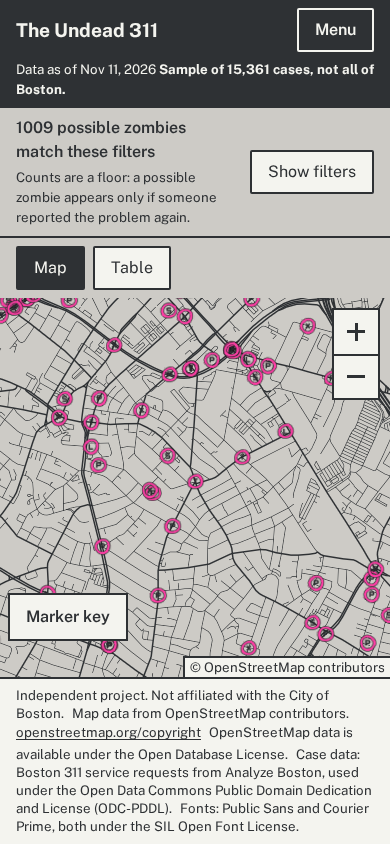 The Undead 311
Menu
Data as of Nov 11, 2026 Sample of 15,361 cases, not all of
Boston.
1009 possible zombies
match these filters
Counts are a floor: a possible
zombie appears only if someone
reported the problem again.
Show filters
Map
Table
+
−
Marker key
© OpenStreetMap contributors
Independent project. Not affiliated with the City of
Boston. Map data from OpenStreetMap contributors.
openstreetmap.org/copyright OpenStreetMap data is
available under the Open Database License. Case data:
Boston 311 service requests from Analyze Boston, used
under the Open Data Commons Public Domain Dedication
and License (ODC-PDDL). Fonts: Public Sans and Courier
Prime, both under the SIL Open Font License.